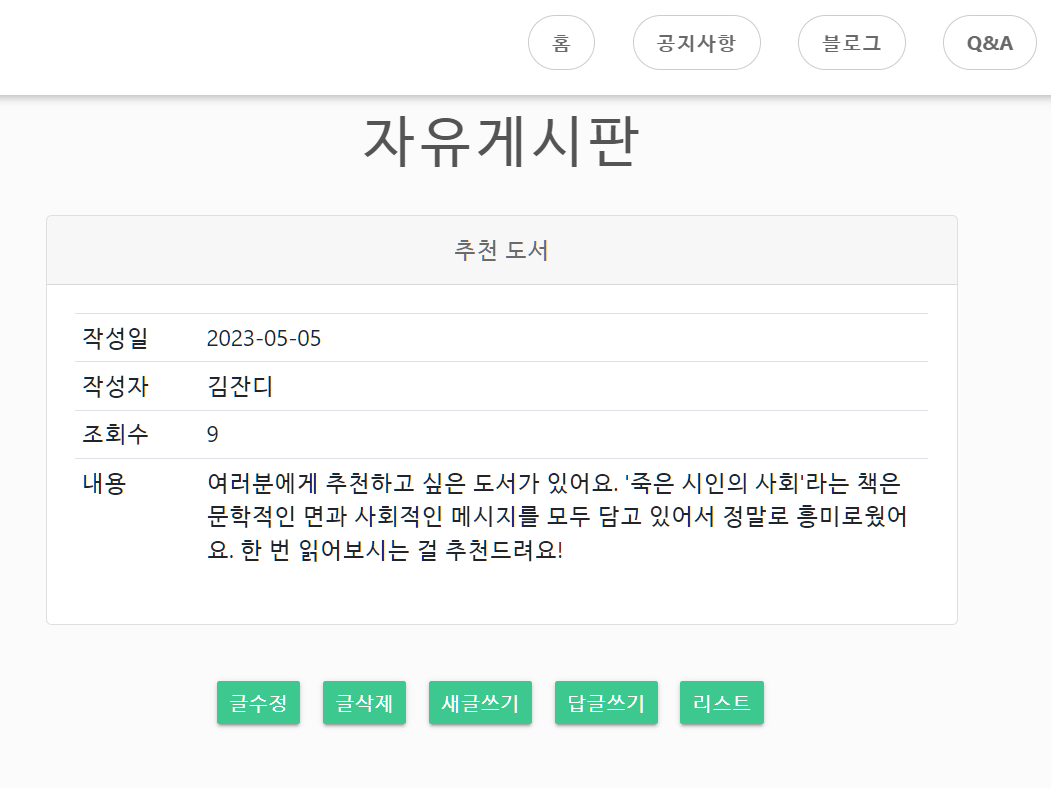 홈 공지사항 블로그 Q&A
자유게시판
추천 도서
작성일 2023-05-05
작성자 김잔디
조회수 9
내용 여러분에게 추천하고 싶은 도서가 있어요. '죽은 시인의 사회'라는 책은
문학적인 면과 사회적인 메시지를 모두 담고 있어서 정말로 흥미로웠어
요. 한 번 읽어보시는 걸 추천드려요!
글수정 글삭제 새글쓰기 답글쓰기 리스트